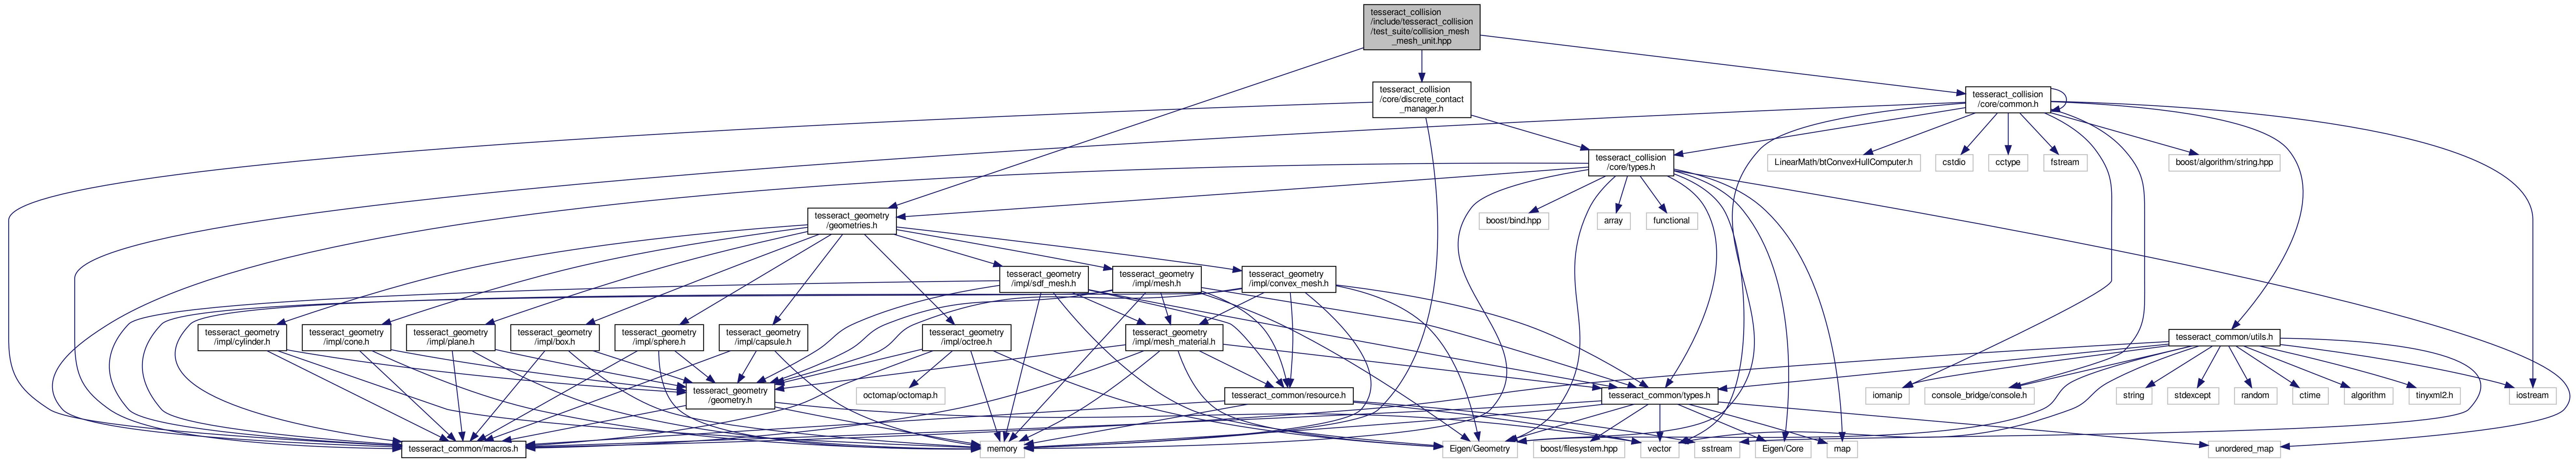 tesseract_collision
/include/tesseract_collision
/test_suite/collision_mesh
_mesh_unit.hpp
tesseract_collision
/core/discrete_contact
_manager.h
tesseract_collision
/core/common.h
tesseract_collision
/core/types.h
LinearMath/btConvexHullComputer.h
cstdio
cctype
fstream
boost/algorithm/string.hpp
tesseract_geometry
/geometries.h
boost/bind.hpp
array
functional
tesseract_geometry
/impl/sdf_mesh.h
tesseract_geometry
/impl/mesh.h
tesseract_geometry
/impl/convex_mesh.h
tesseract_geometry
/impl/cylinder.h
tesseract_geometry
/impl/cone.h
tesseract_geometry
/impl/plane.h
tesseract_geometry
/impl/box.h
tesseract_geometry
/impl/sphere.h
tesseract_geometry
/impl/capsule.h
tesseract_geometry
/impl/octree.h
tesseract_geometry
/impl/mesh_material.h
tesseract_common/utils.h
tesseract_geometry
/geometry.h
octomap/octomap.h
tesseract_common/resource.h
tesseract_common/types.h
iomanip
console_bridge/console.h
string
stdexcept
random
ctime
algorithm
tinyxml2.h
iostream
tesseract_common/macros.h
memory
Eigen/Geometry
boost/filesystem.hpp
vector
sstream
Eigen/Core
map
unordered_map